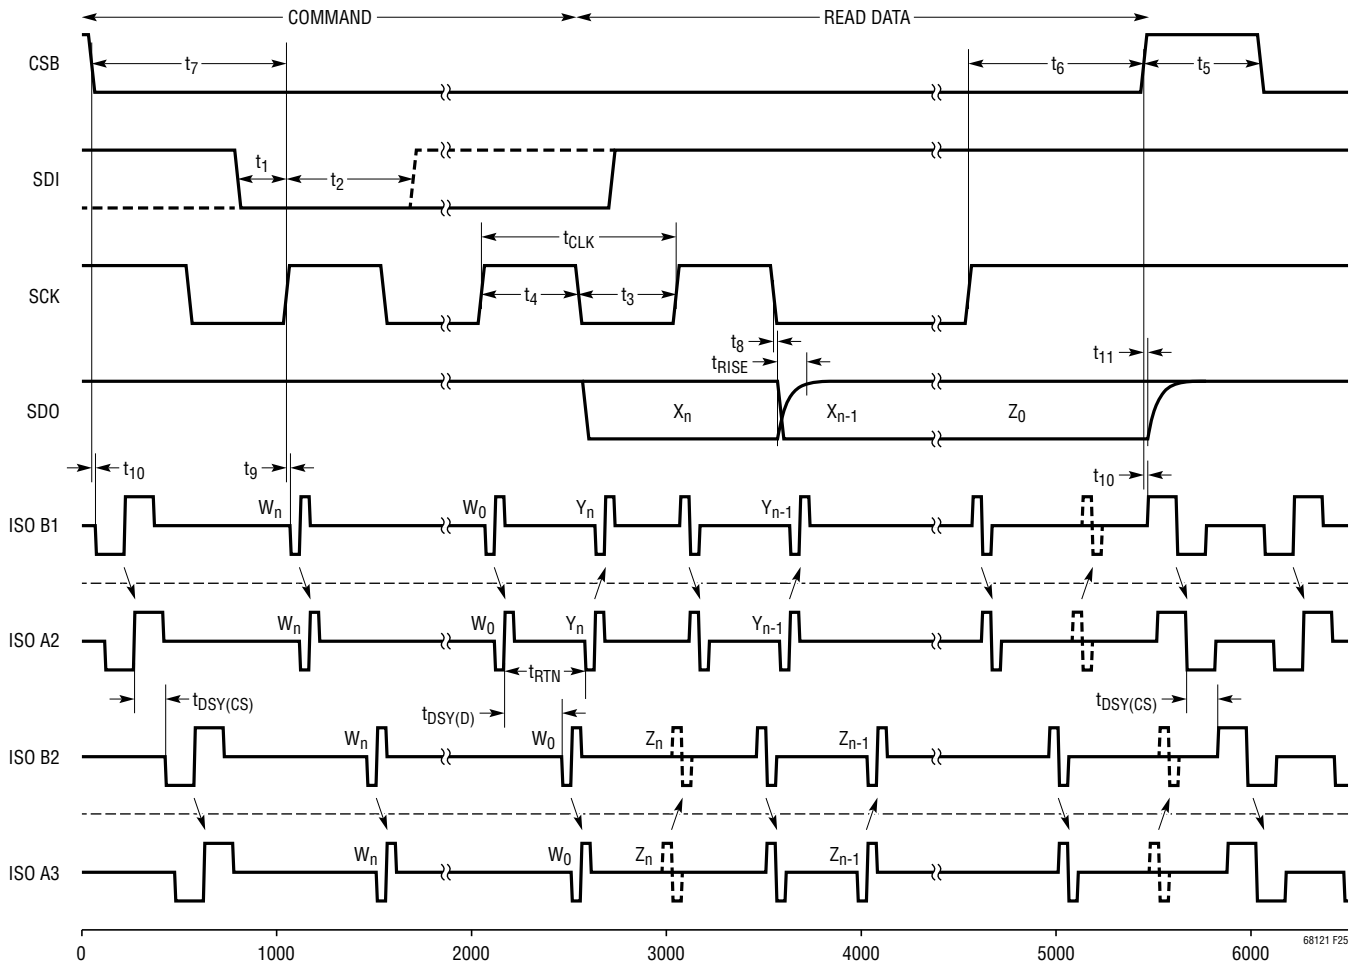 COMMAND READ DATA
CSB t7 t6 t5
SDI t1 t2
tCLK
SCK t4 t3
t8 t11
tRISE
SDO Xn Xn-1 Z0
t10 t9 t10
ISO B1 Wn W0 Yn Yn-1
ISO A2 Wn W0 Yn Yn-1
tRTN
tDSY(CS) tDSY(D) tDSY(CS)
ISO B2 Wn W0 Zn Zn-1
ISO A3 Wn W0 Zn Zn-1
0 1000 2000 3000 4000 5000 6000
68121 F25